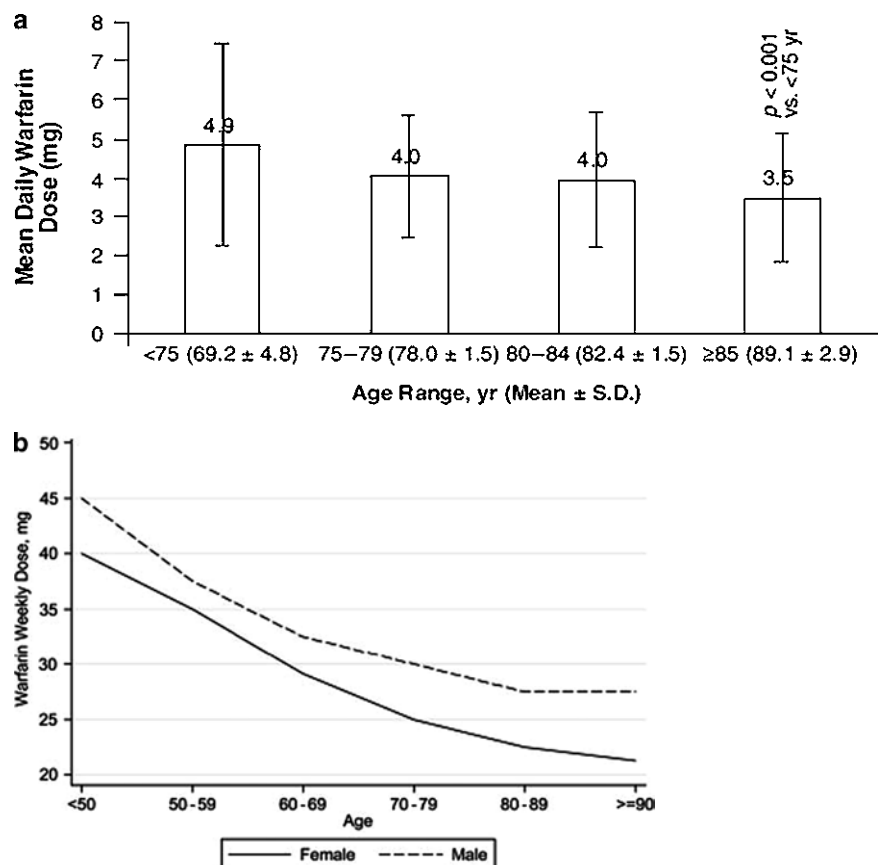 a
Mean Daily Warfarin
Dose (mg)
8
7
6
5
4
3
2
1
0
4.9
4.0
4.0
3.5
p < 0.001
vs. <75 yr
<75 (69.2 ± 4.8)
75–79 (78.0 ± 1.5)
80–84 (82.4 ± 1.5)
≥85 (89.1 ± 2.9)
Age Range, yr (Mean ± S.D.)
b
Warfarin Weekly Dose, mg
50
45
40
35
30
25
20
<50
50-59
60-69
70-79
80-89
>=90
Age
Female
Male